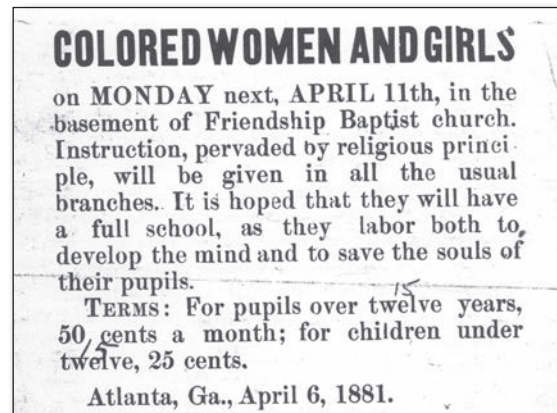 COLORED WOMEN AND GIRLS
on MONDAY next, APRIL 11th, in the
basement of Friendship Baptist church.
Instruction, pervaded by religious princi-
ple, will be given in all the usual
branches. It is hoped that they will have
a full school, as they labor both to
develop the mind and to save the souls of
their pupils.
15
TERMS: For pupils over twelve years,
50 cents a month; for children under
15
twelve, 25 cents.
Atlanta, Ga., April 6, 1881.